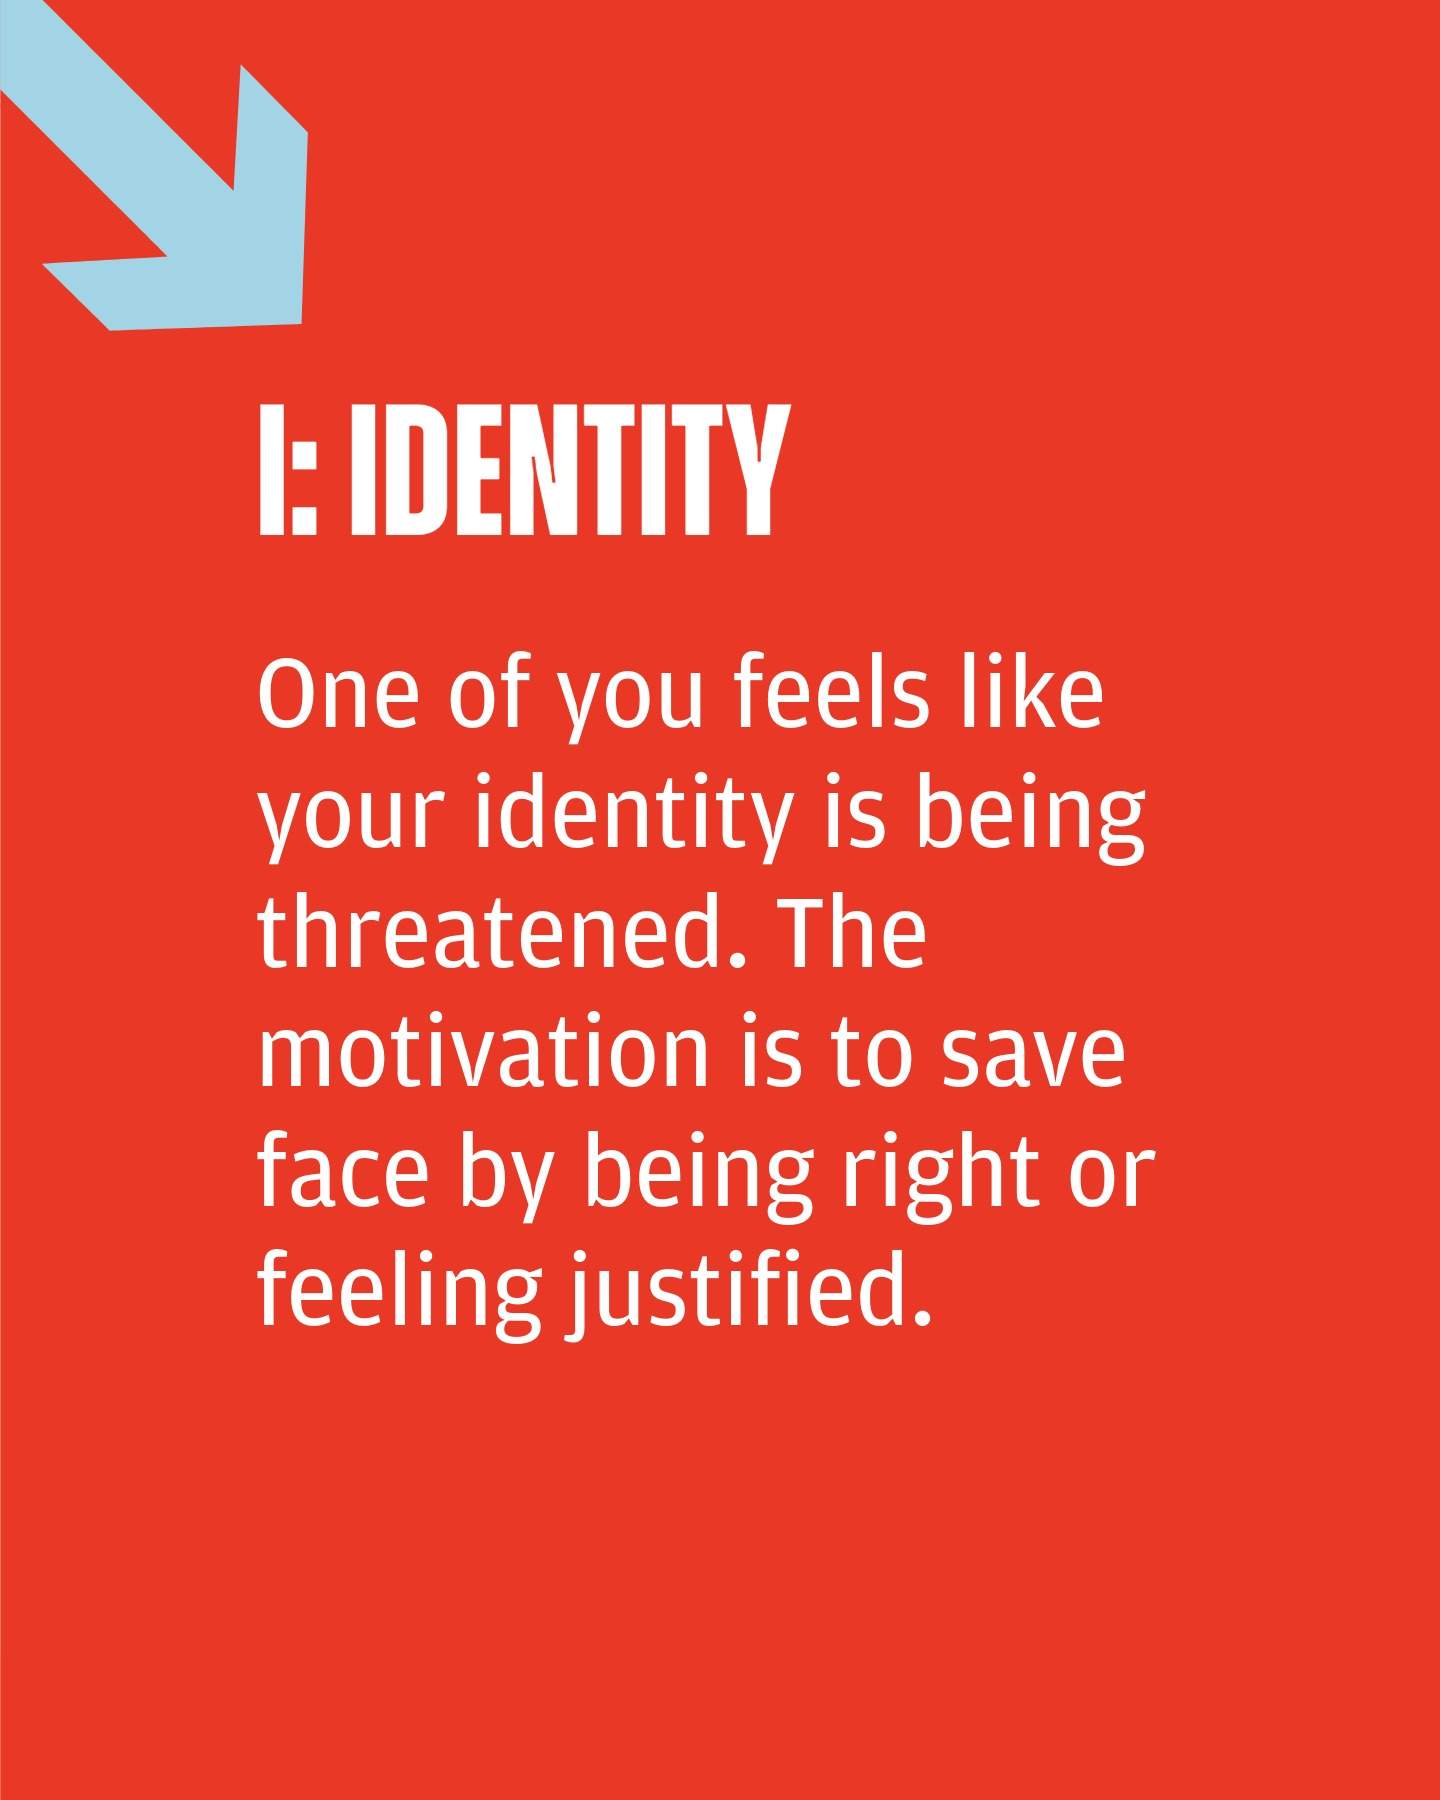 I: IDENTITY
One of you feels like
your identity is being
threatened. The
motivation is to save
face by being right or
feeling justified.